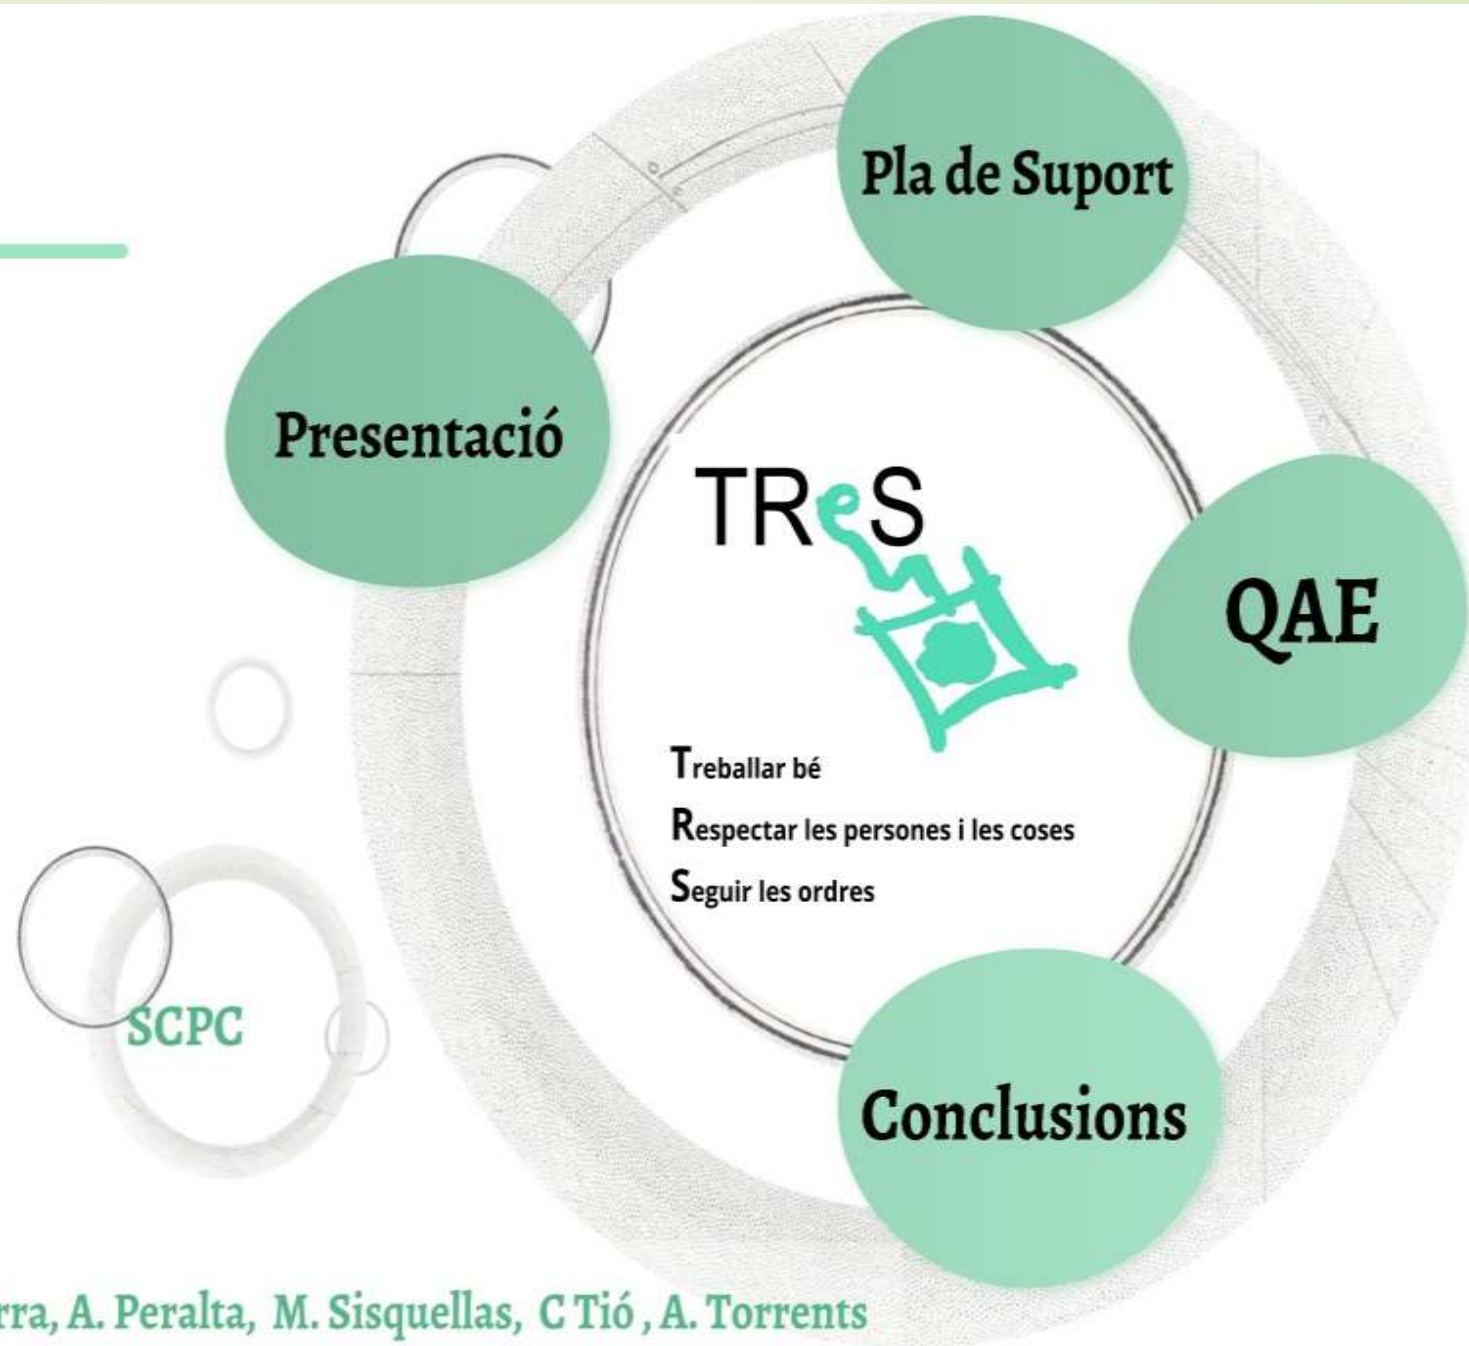 Pla de Suport
Presentació
TReS
QAE
Treballar bé
Respectar les persones i les coses
Seguir les ordres
SCPC
Conclusions
A. Peralta, M. Sisquellas, C Tió , A. Torrents